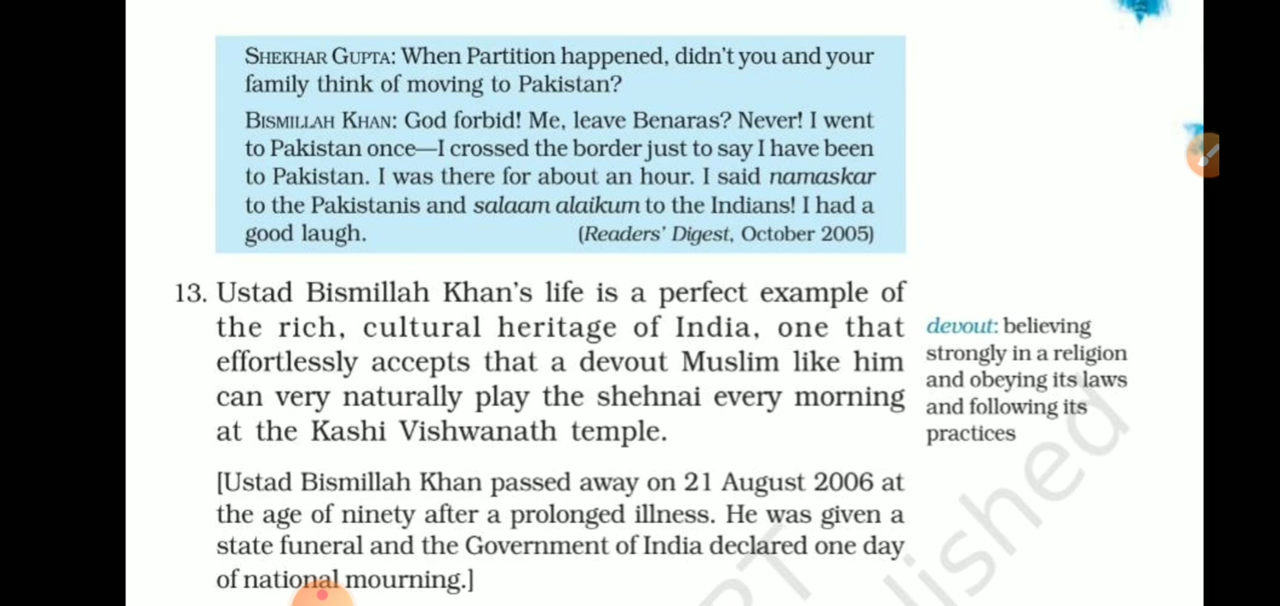 SHEKHAR GUPTA: When Partition happened, didn't you and your
family think of moving to Pakistan?
BISMILLAH KHAN: God forbid! Me, leave Benaras? Never! I went
to Pakistan once—I crossed the border just to say I have been
to Pakistan. I was there for about an hour. I said namaskar
to the Pakistanis and salaam alaikum to the Indians! I had a
good laugh. (Readers' Digest, October 2005)
13. Ustad Bismillah Khan's life is a perfect example of
the rich, cultural heritage of India, one that
effortlessly accepts that a devout Muslim like him
can very naturally play the shehnai every morning
at the Kashi Vishwanath temple.
devout: believing
strongly in a religion
and obeying its laws
and following its
practices
[Ustad Bismillah Khan passed away on 21 August 2006 at
the age of ninety after a prolonged illness. He was given a
state funeral and the Government of India declared one day
of national mourning.]